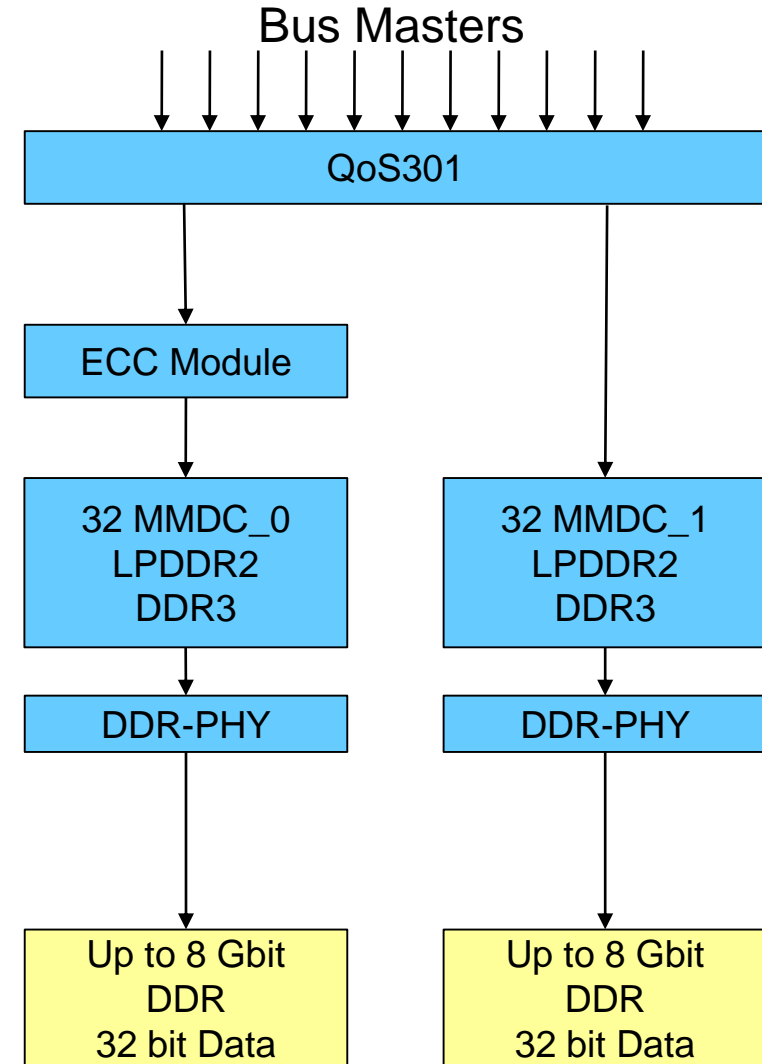 Bus Masters
QoS301
ECC Module
32 MMDC_0
LPDDR2
DDR3
32 MMDC_1
LPDDR2
DDR3
DDR-PHY
DDR-PHY
Up to 8 Gbit
DDR
32 bit Data
Up to 8 Gbit
DDR
32 bit Data